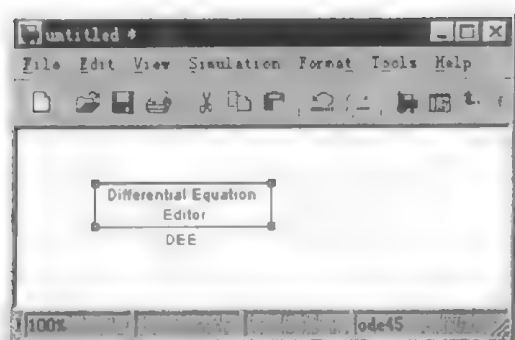 untitled *
File Edit View Simulation Format Tools Help
Differential Equation
Editor
DEE
100%
ode45